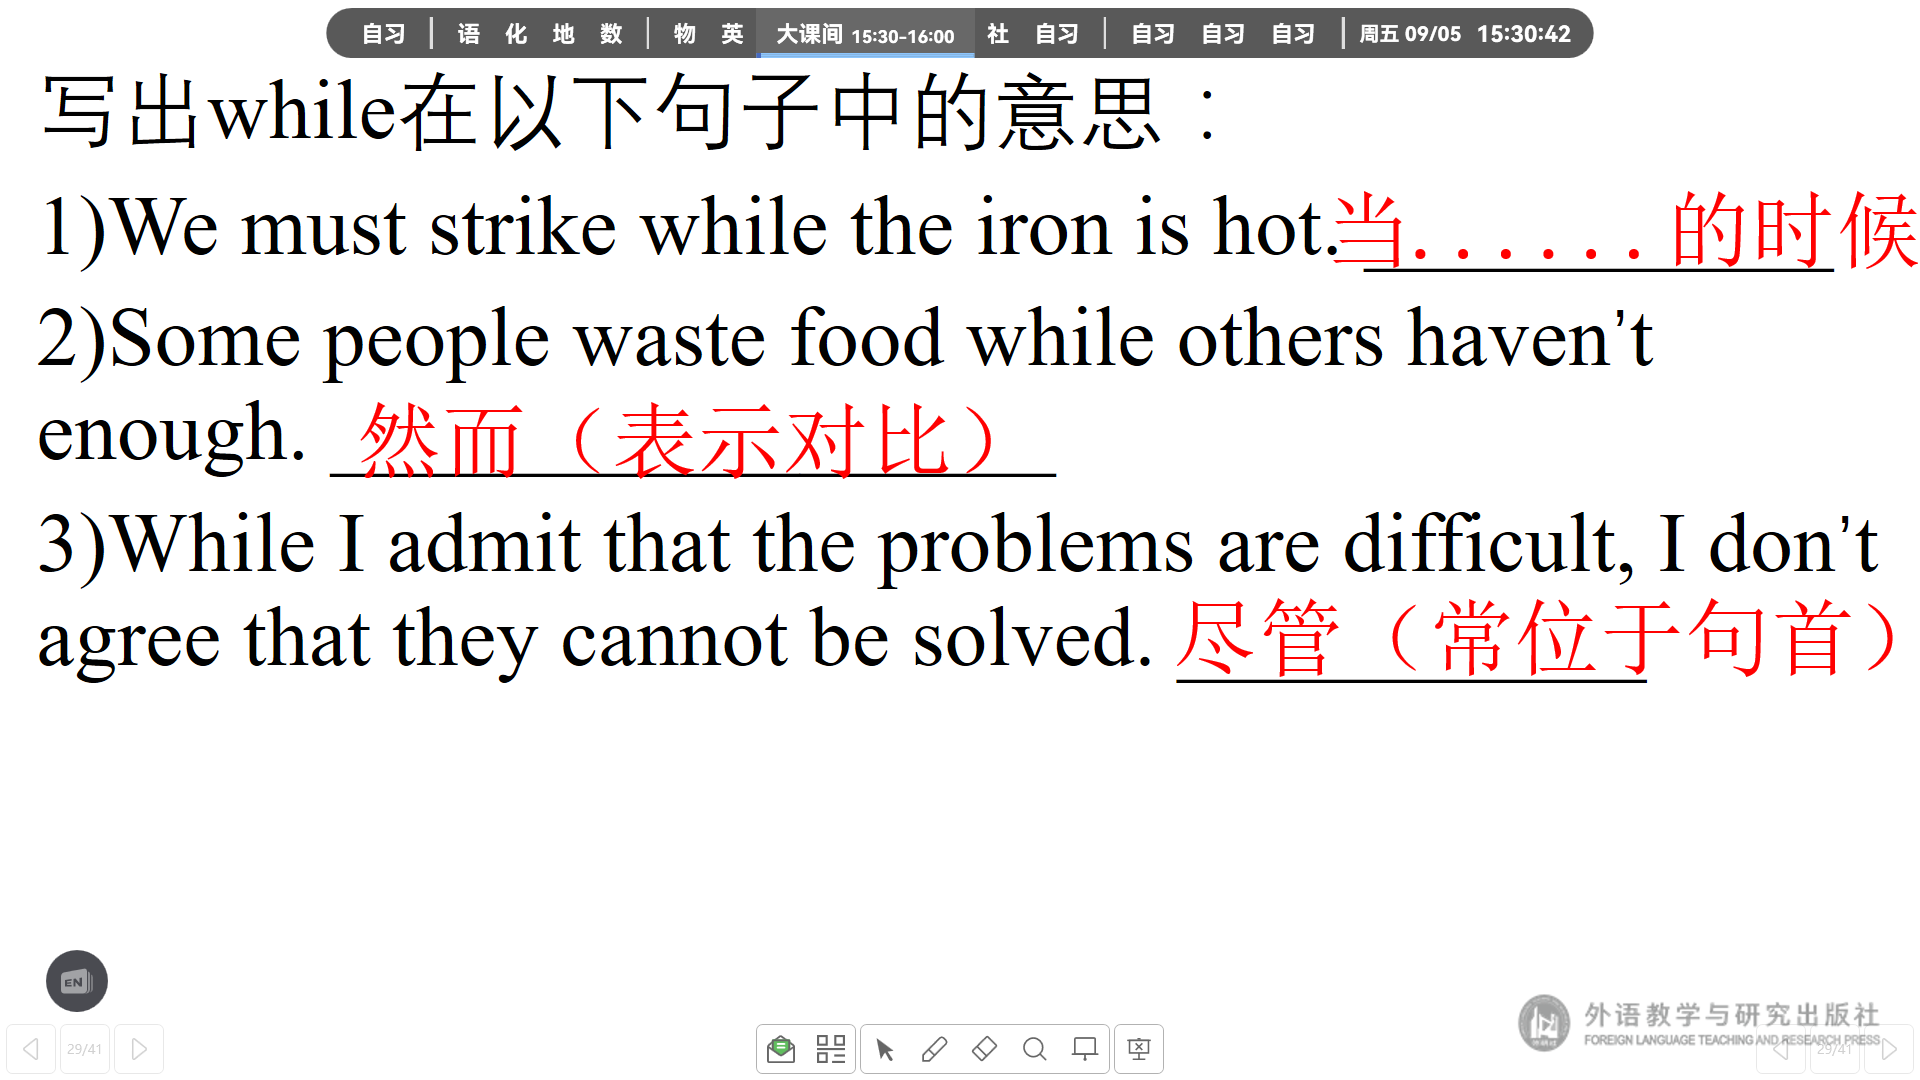 自习 | 语 化 地 数 | 物 英 大课间 15:30-16:00 社 自习 | 自习 自习 自习 | 周五 09/05 15:30:42
写出while在以下句子中的意思：
1)We must strike while the iron is hot.当......的时候
2)Some people waste food while others haven’t
enough. 然而（表示对比）
3)While I admit that the problems are difficult, I don’t
agree that they cannot be solved. 尽管（常位于句首）
EN
外语教学与研究出版社
FOREIGN LANGUAGE TEACHING AND RESEARCH PRESS
29/41
29/41